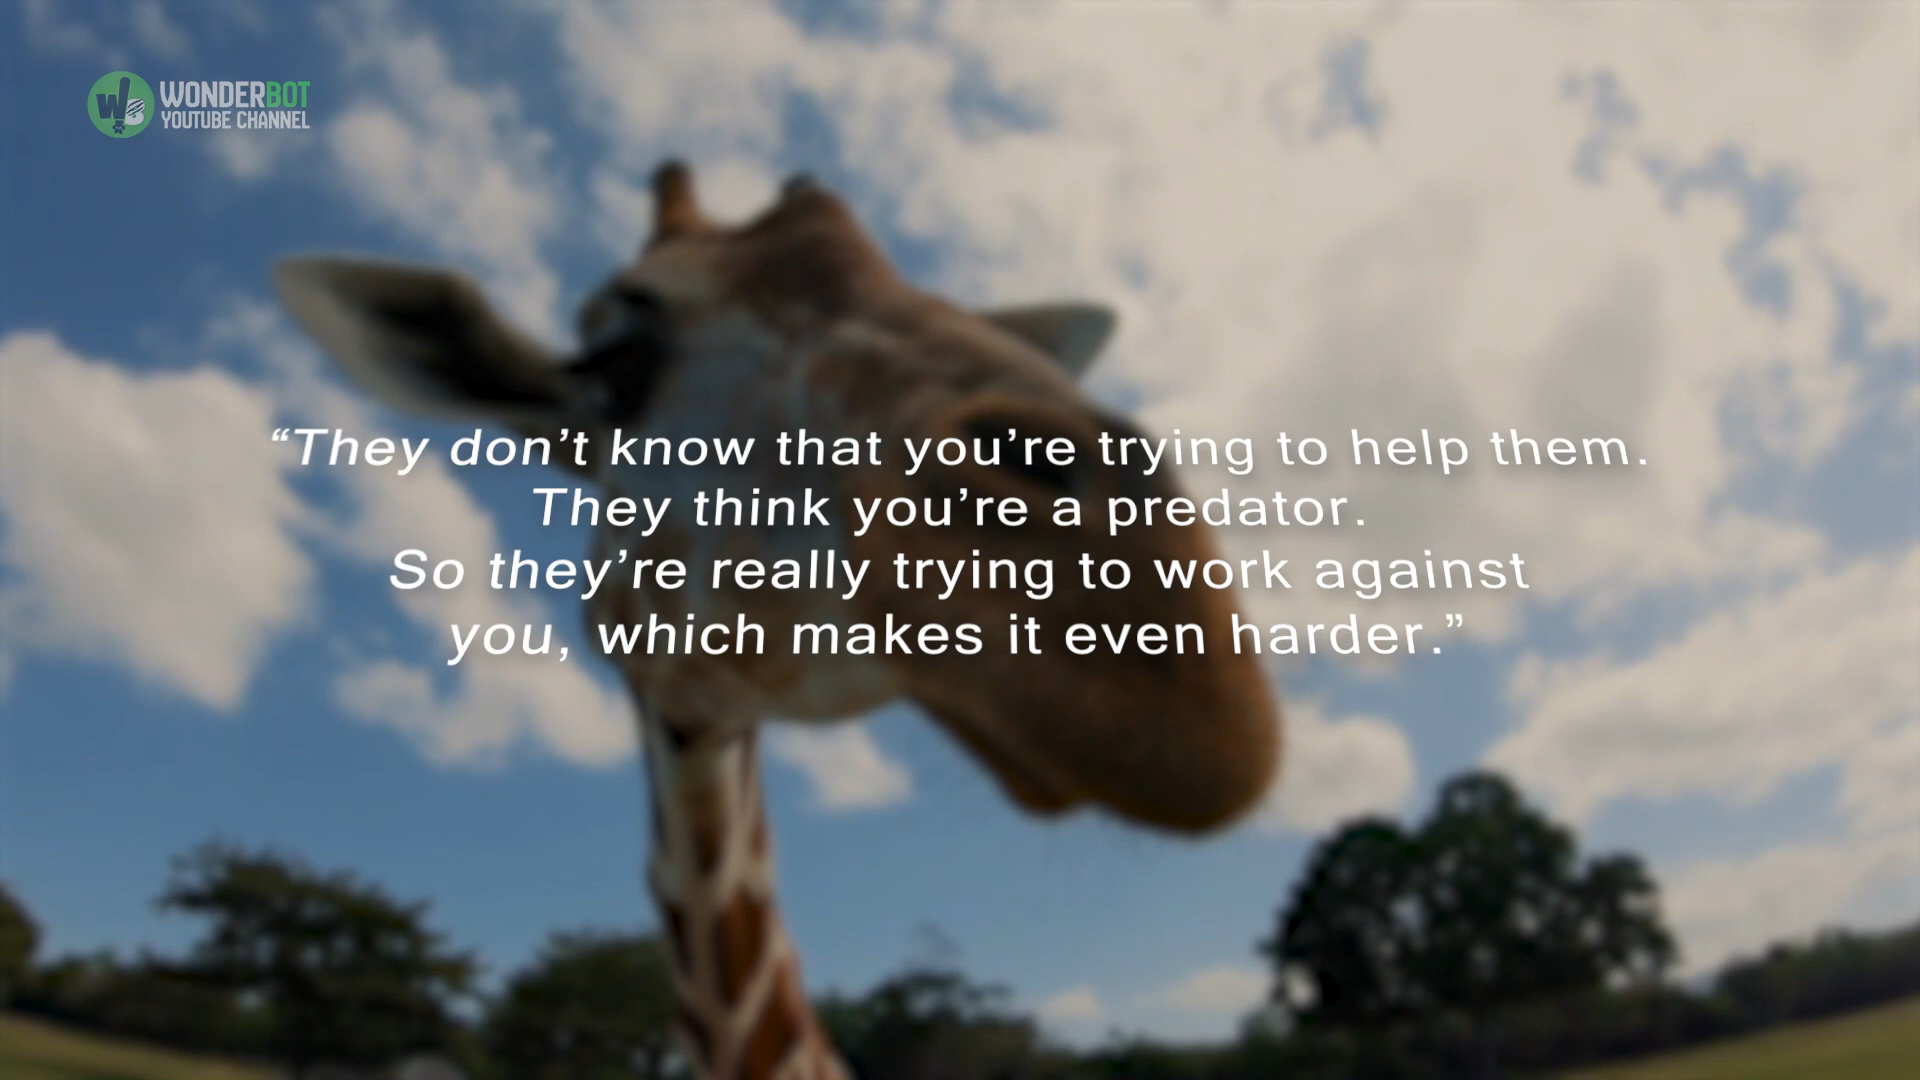 WONDERBOT
YOUTUBE CHANNEL
“They don’t know that you’re trying to help them.
They think you’re a predator.
So they’re really trying to work against
you, which makes it even harder.”